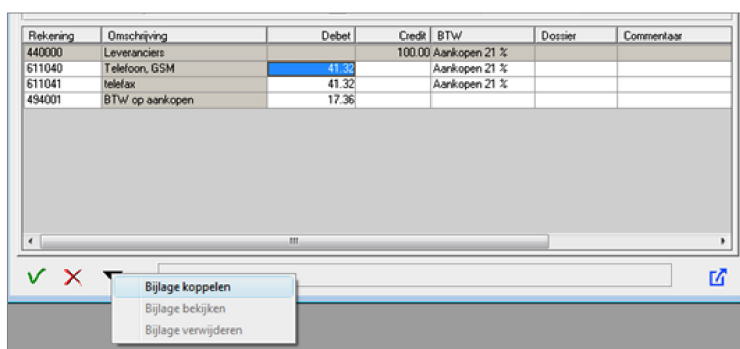 Rekening Omschrijving Debet Credit BTW Dossier Commentaar
440000 Leveranciers 100.00 Aankopen 21 %
611040 Telefoon, GSM 41.32 Aankopen 21 %
611041 telefax 41.32 Aankopen 21 %
494001 BTW op aankopen 17.36
Bijlage koppelen
Bijlage bekijken
Bijlage verwijderen